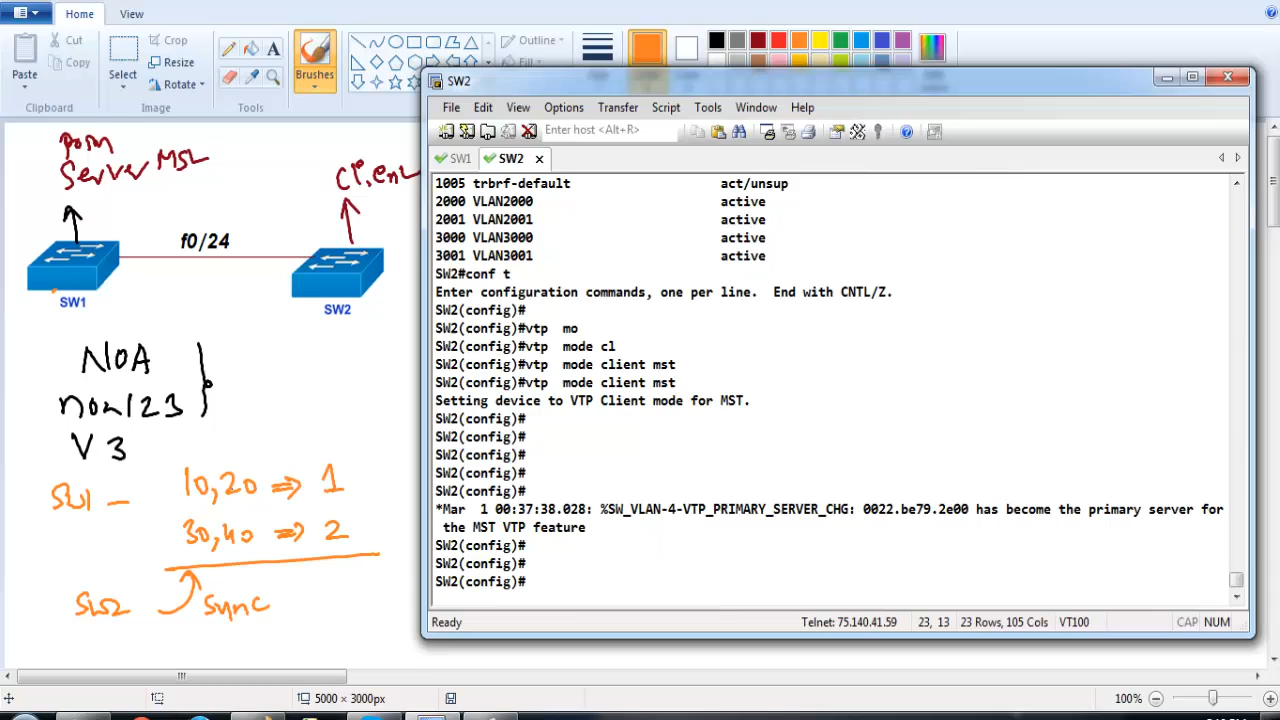 Home View
Cut
Copy
Paste
Clipboard
Select
Crop
Resize
Rotate
Image
Tools
Brushes
Outline
Fill
SW2
File Edit View Options Transfer Script Tools Window Help
Enter host <Alt+R>
SW1 SW2
1005 trbrf-default act/unsup
2000 VLAN2000 active
2001 VLAN2001 active
3000 VLAN3000 active
3001 VLAN3001 active
SW2#conf t
Enter configuration commands, one per line. End with CNTL/Z.
SW2(config)#
SW2(config)#vtp mo
SW2(config)#vtp mode cl
SW2(config)#vtp mode client mst
SW2(config)#vtp mode client mst
Setting device to VTP Client mode for MST.
SW2(config)#
SW2(config)#
SW2(config)#
SW2(config)#
SW2(config)#
*Mar 1 00:37:38.028: %SW_VLAN-4-VTP_PRIMARY_SERVER_CHG: 0022.be79.2e00 has become the primary server for
the MST VTP feature
SW2(config)#
SW2(config)#
SW2(config)#
Ready Telnet: 75.140.41.59 23, 13 23 Rows, 105 Cols VT100 CAP NUM
Server
Client
f0/24
SW1
SW2
NOA
noa123
V 3
SW1 - 10,20 => 1
30,40 => 2
SW2 Sync
5000 × 3000px 100%